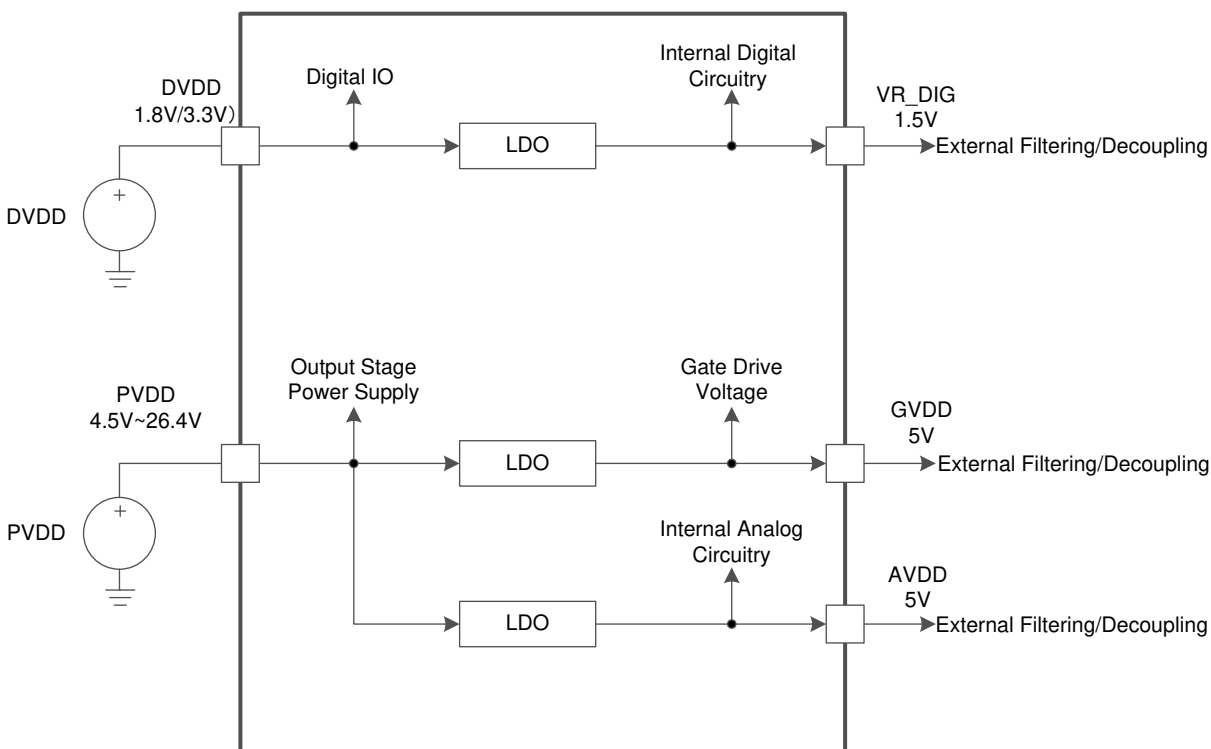 Digital IO
Internal Digital
Circuitry
DVDD
1.8V/3.3V）
VR_DIG
1.5V
LDO
External Filtering/Decoupling
+
DVDD
Output Stage
Power Supply
Gate Drive
Voltage
PVDD
4.5V~26.4V
GVDD
5V
LDO
External Filtering/Decoupling
+
PVDD
Internal Analog
Circuitry
AVDD
5V
LDO
External Filtering/Decoupling